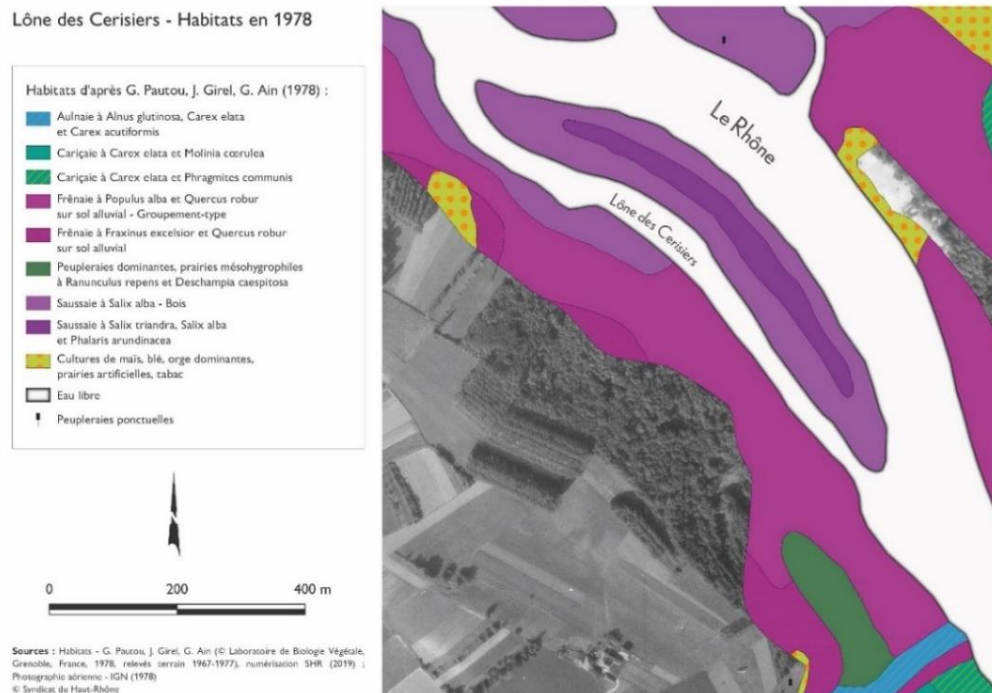 Lône des Cerisiers - Habitats en 1978
Habitats d'après G. Pautou, J. Girel, G. Ain (1978) :
Aulnaie à Alnus glutinosa, Carex elata
et Carex acutiformis
Cariçaie à Carex elata et Molinia cœrulea
Cariçaie à Carex elata et Phragmites communis
Frênaie à Populus alba et Quercus robur
sur sol alluvial - Groupement-type
Frênaie à Fraxinus excelsior et Quercus robur
sur sol alluvial
Peupleraies dominantes, prairies mésohygrophiles
à Ranunculus repens et Deschampia caespitosa
Saussaie à Salix alba - Bois
Saussaie à Salix triandra, Salix alba
et Phalaris arundinacea
Cultures de maïs, blé, orge dominantes,
prairies artificielles, tabac
Eau libre
Peupleraies ponctuelles
0 200 400 m
Sources : Habitats - G. Pautou, J. Girel, G. Ain (© Laboratoire de Biologie Végétale,
Grenoble, France, 1978, relevés terrain 1967-1977), numérisation SHR (2019) ;
Photographie aérienne - IGN (1978)
© Syndicat du Haut-Rhône
Le Rhône
Lône des Cerisiers